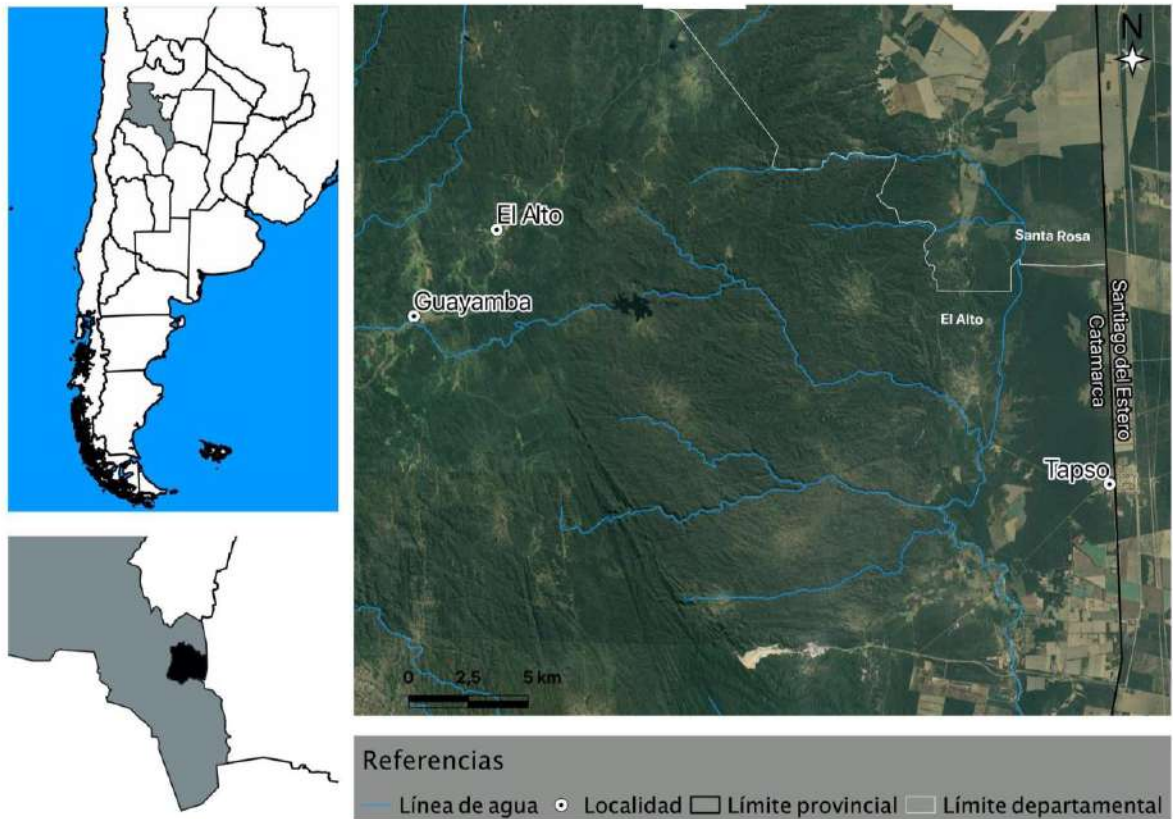 N
El Alto
Santa Rosa
Guayamba
El Alto
Santiago del Estero
Catamarca
Tapso
0 2,5 5 km
Referencias
Línea de agua Localidad Límite provincial Límite departamental